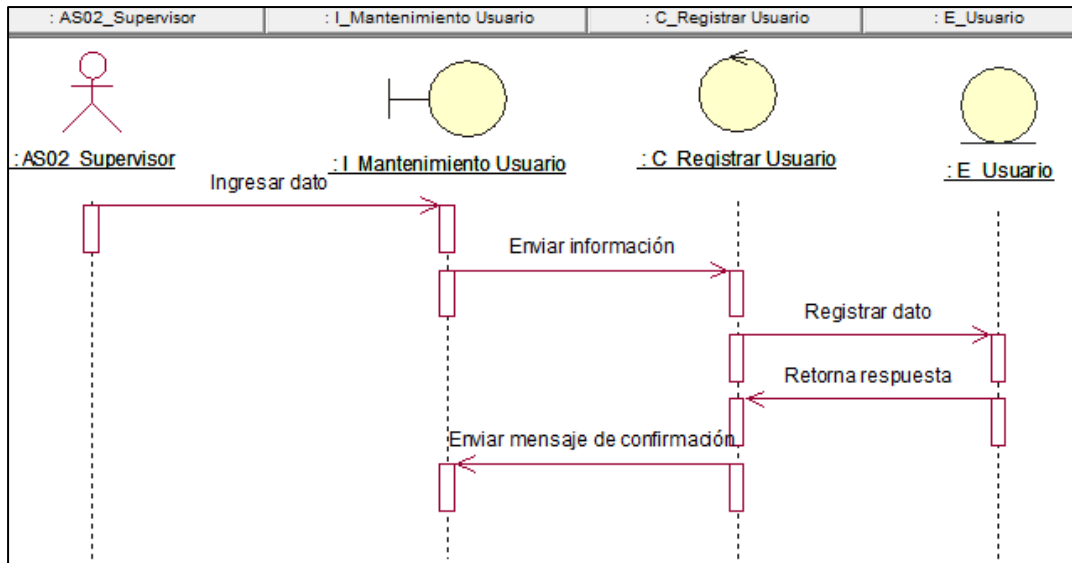 : AS02_Supervisor
: I_Mantenimiento Usuario
: C_Registrar Usuario
: E_Usuario
: AS02_Supervisor
: I_Mantenimiento Usuario
: C_Registrar Usuario
: E_Usuario
Ingresar dato
Enviar información
Registrar dato
Retorna respuesta
Enviar mensaje de confirmación